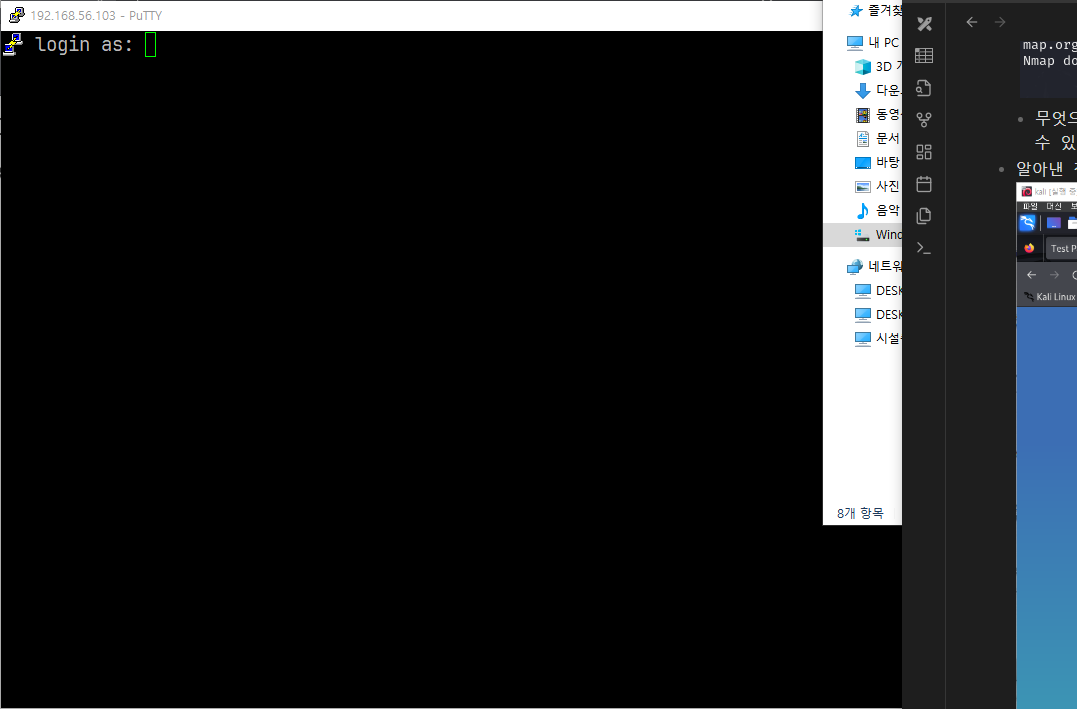 192.168.56.103 - PuTTY
login as:
즐겨찾
내 PC
3D
다운
동영
문서
바탕
사진
음악
Wind
네트워
DESK
DESK
시설
8개 항목
map.org
Nmap do
무엇으
수 있
알아낸
kali [실행 중
파일 머신 보
Test P
Kali Linux